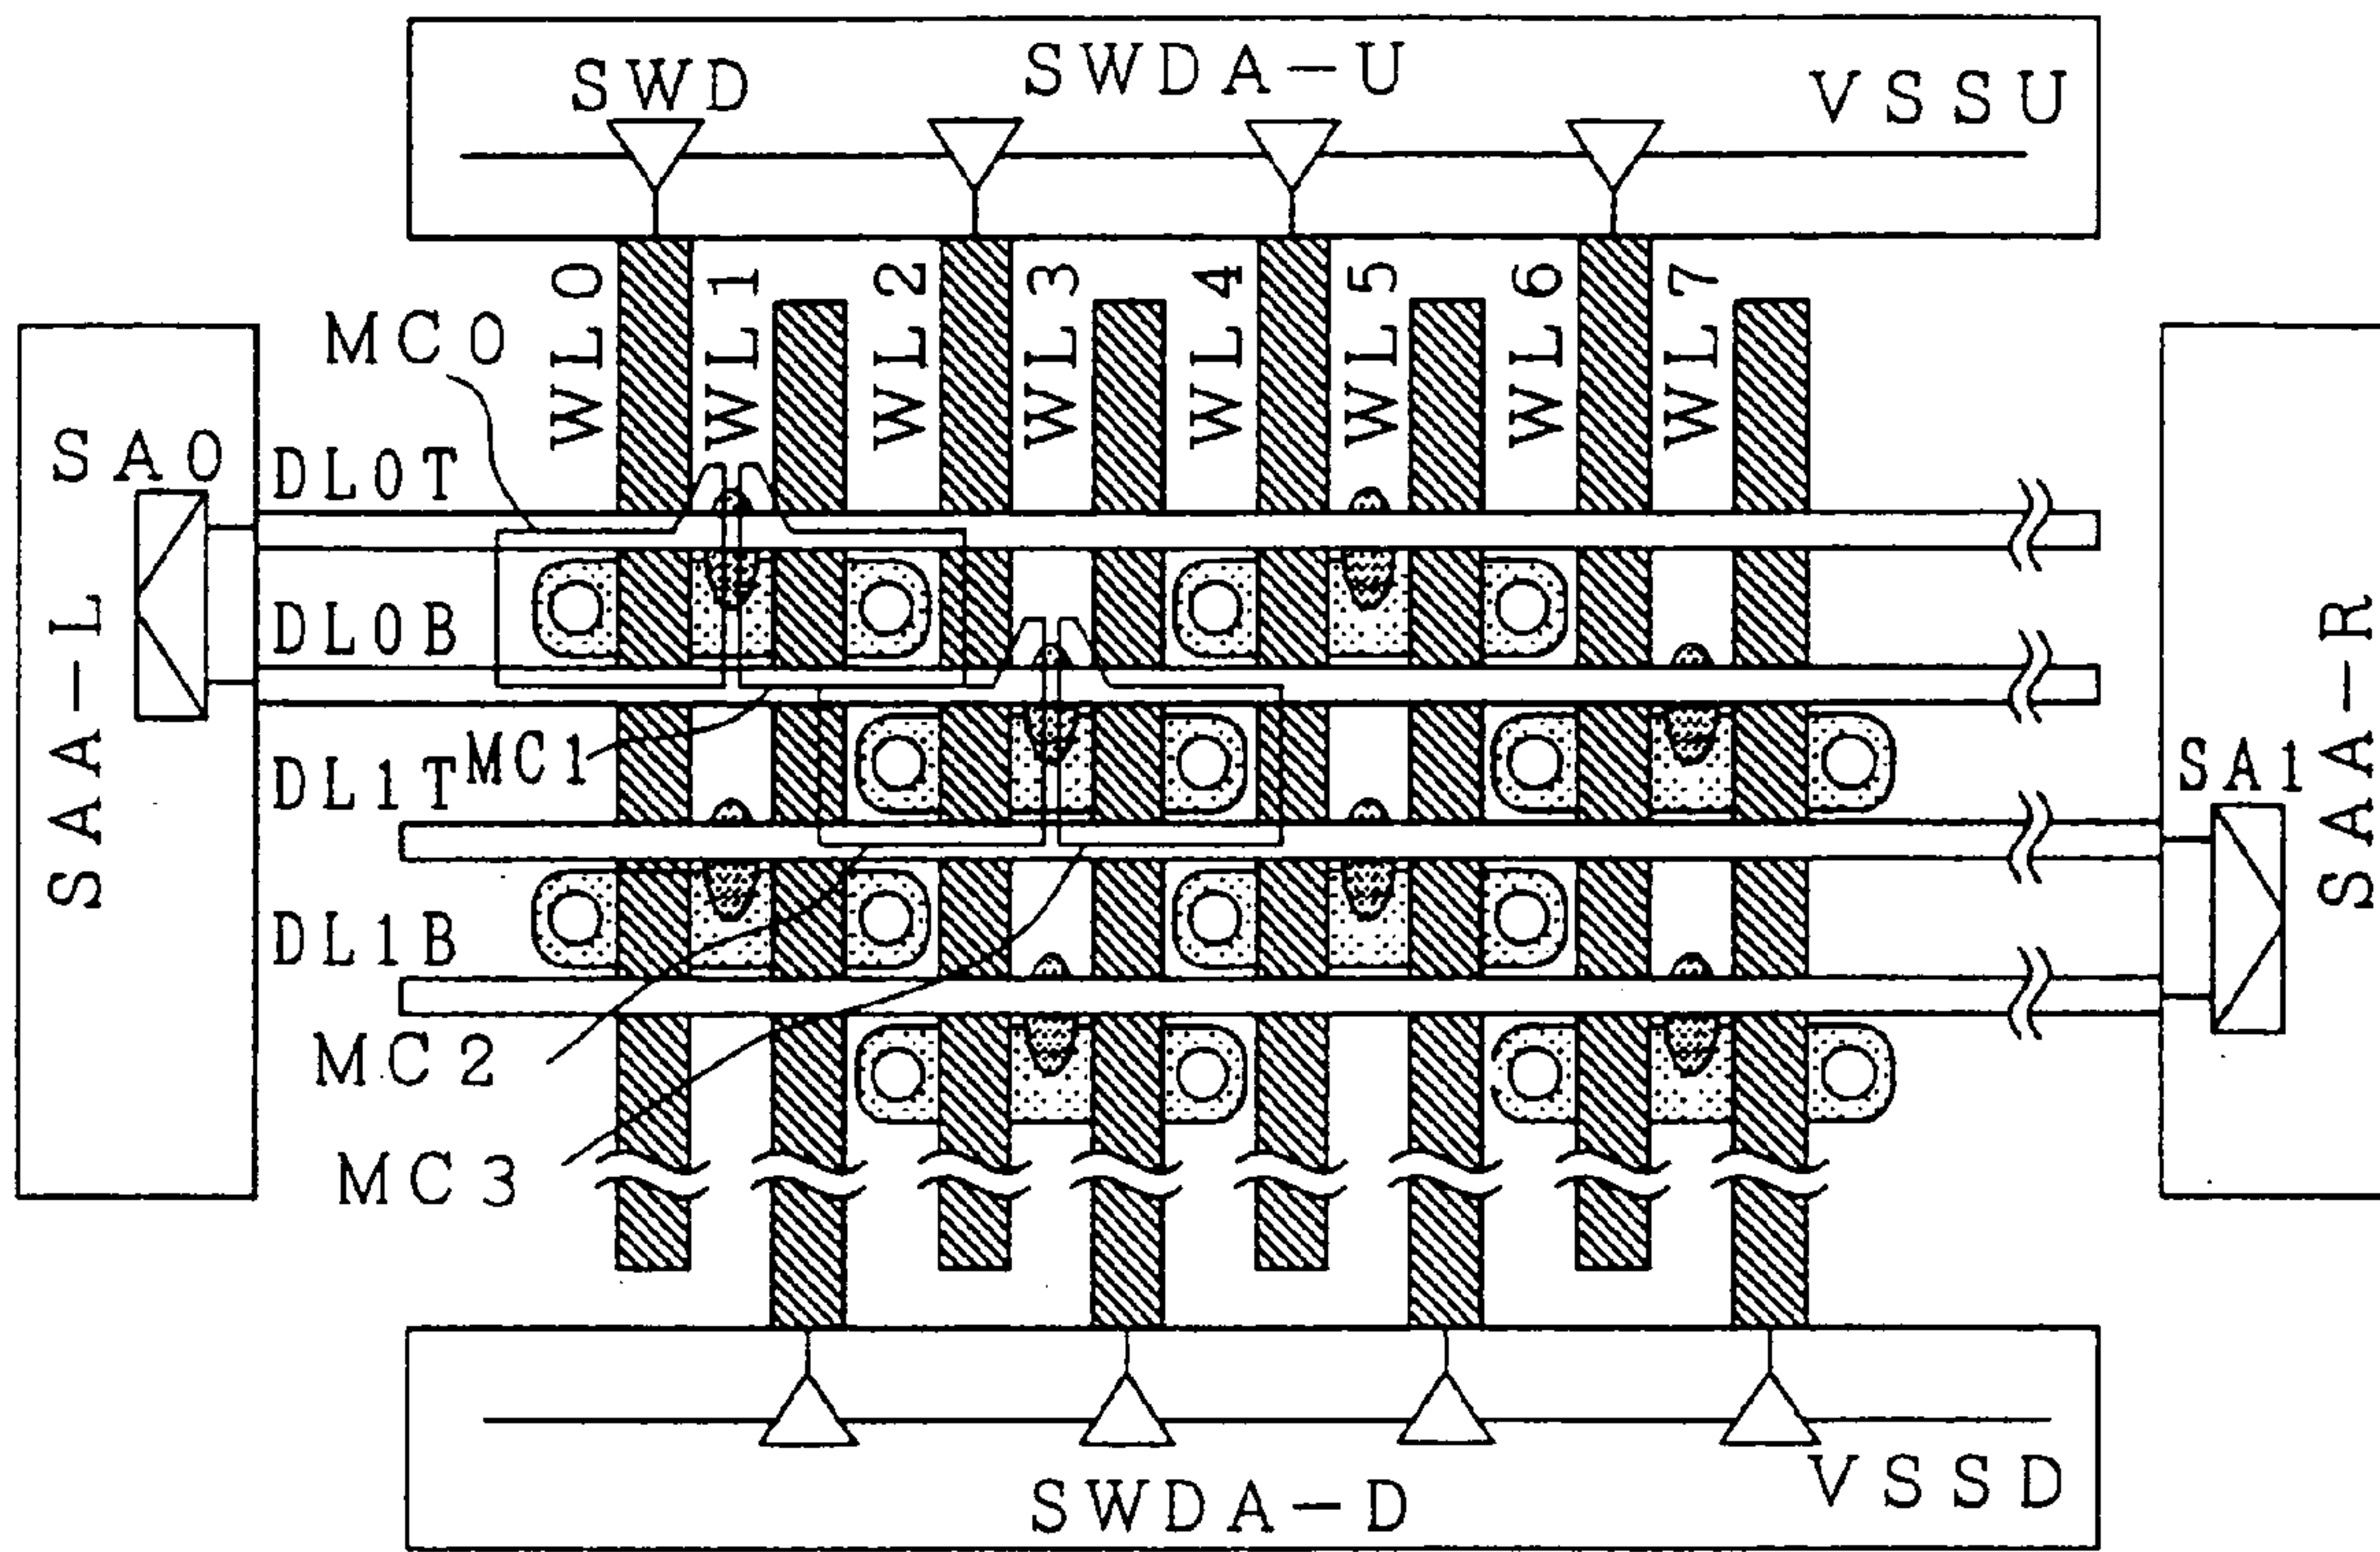 SWD
SWDA-U
VSSU
WL0
WL1
WL2
WL3
WL4
WL5
WL6
WL7
MC0
SA0
DL0T
DL0B
SAA-L
MC1
DL1T
DL1B
SA1
SAA-R
MC2
MC3
SWDA-D
VSSD